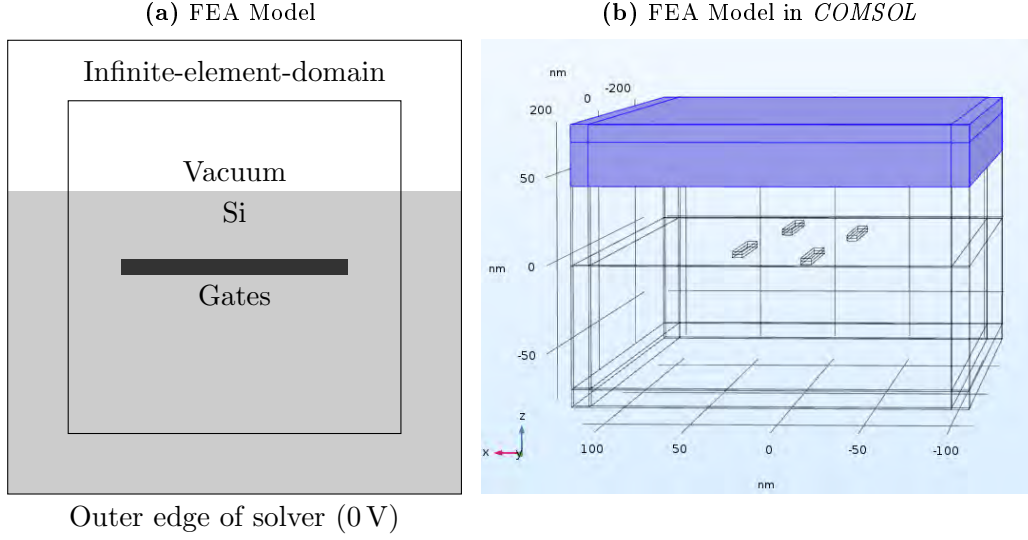 (a) FEA Model
Infinite-element-domain
Vacuum
Si
Gates
Outer edge of solver (0 V)
(b) FEA Model in COMSOL
nm
-200
0
200
50
nm
0
-50
z
x
y
100
50
0
-50
-100
nm